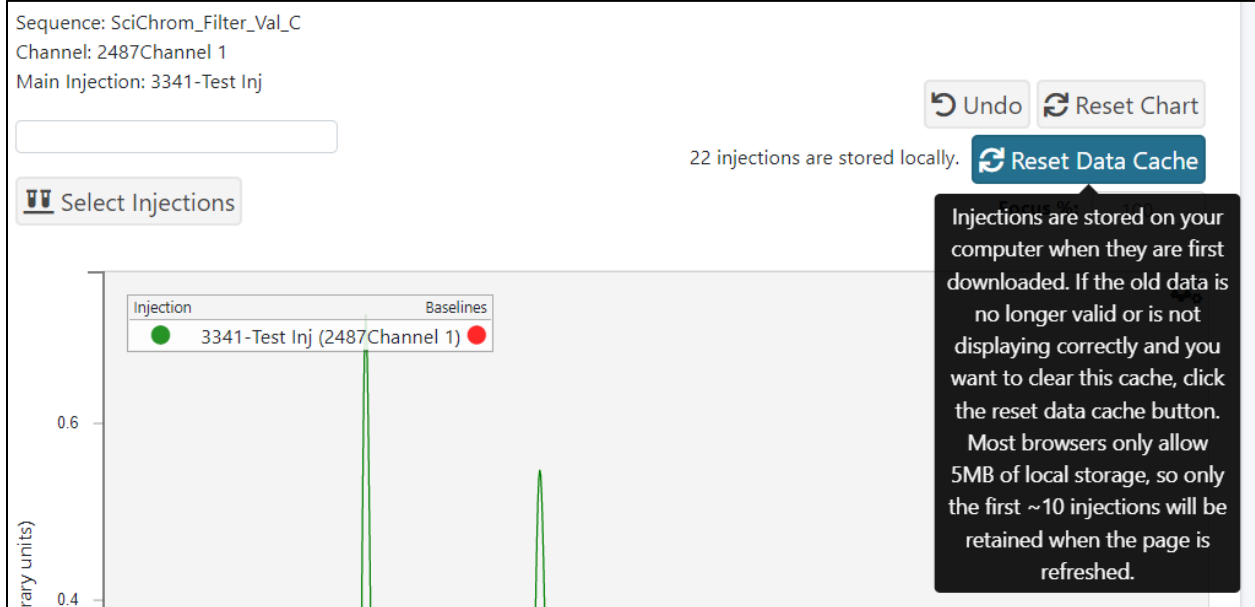 Sequence: SciChrom_Filter_Val_C
Channel: 2487Channel 1
Main Injection: 3341-Test Inj
Undo
Reset Chart
22 injections are stored locally.
Reset Data Cache
Select Injections
Injections are stored on your
computer when they are first
downloaded. If the old data is
no longer valid or is not
displaying correctly and you
want to clear this cache, click
the reset data cache button.
Most browsers only allow
5MB of local storage, so only
the first ~10 injections will be
retained when the page is
refreshed.
Injection Baselines
3341-Test Inj (2487Channel 1)
0.6
0.4
rary units)